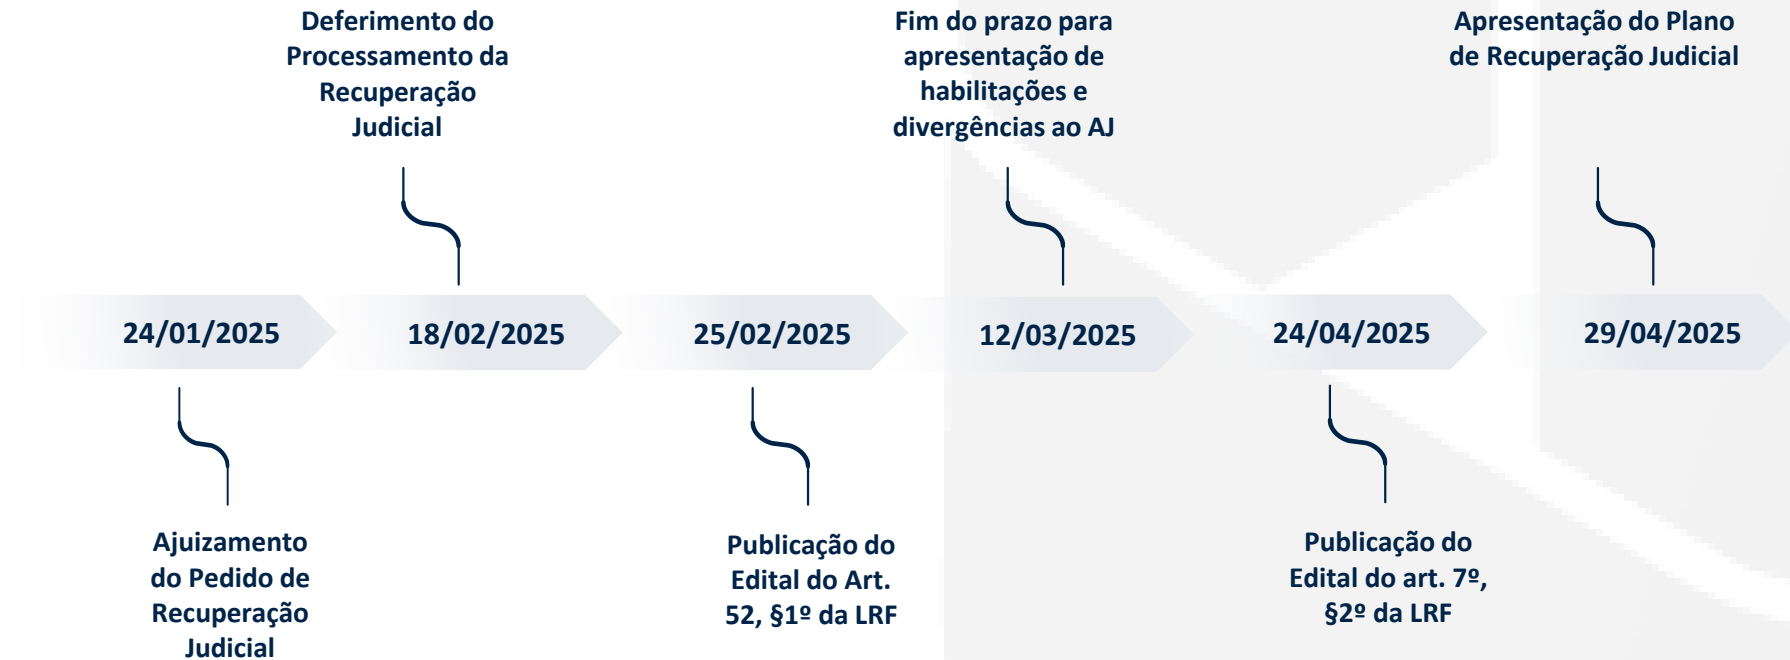 Deferimento do
Processamento da
Recuperação
Judicial
Fim do prazo para
apresentação de
habilitações e
divergências ao AJ
Apresentação do Plano
de Recuperação Judicial
24/01/2025
18/02/2025
25/02/2025
12/03/2025
24/04/2025
29/04/2025
Ajuizamento
do Pedido de
Recuperação
Judicial
Publicação do
Edital do Art.
52, §1º da LRF
Publicação do
Edital do art. 7º,
§2º da LRF